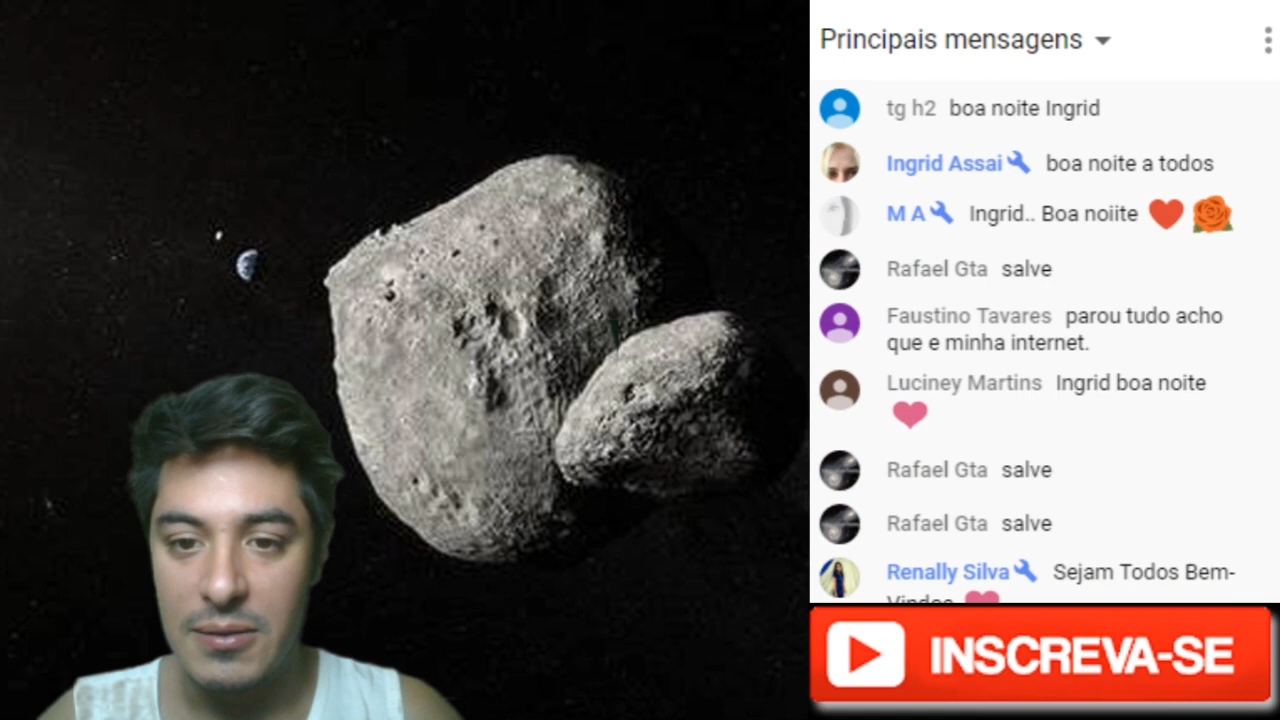 Principais mensagens
tg h2 boa noite Ingrid
Ingrid Assai boa noite a todos
M A Ingrid.. Boa noiite
Rafael Gta salve
Faustino Tavares parou tudo acho
que e minha internet.
Luciney Martins Ingrid boa noite
Rafael Gta salve
Rafael Gta salve
Renally Silva Sejam Todos Bem-
Vindos
INSCREVA-SE